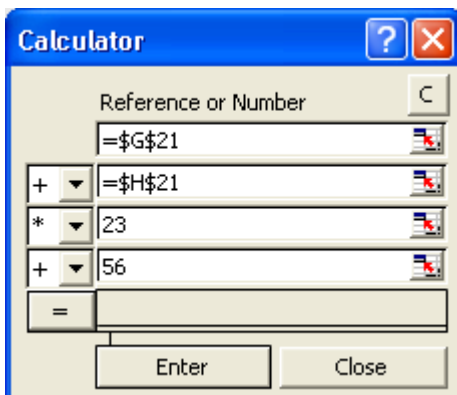 Calculator ?
Reference or Number C
=$G$21
+ =$H$21
* 23
+ 56
=
Enter Close